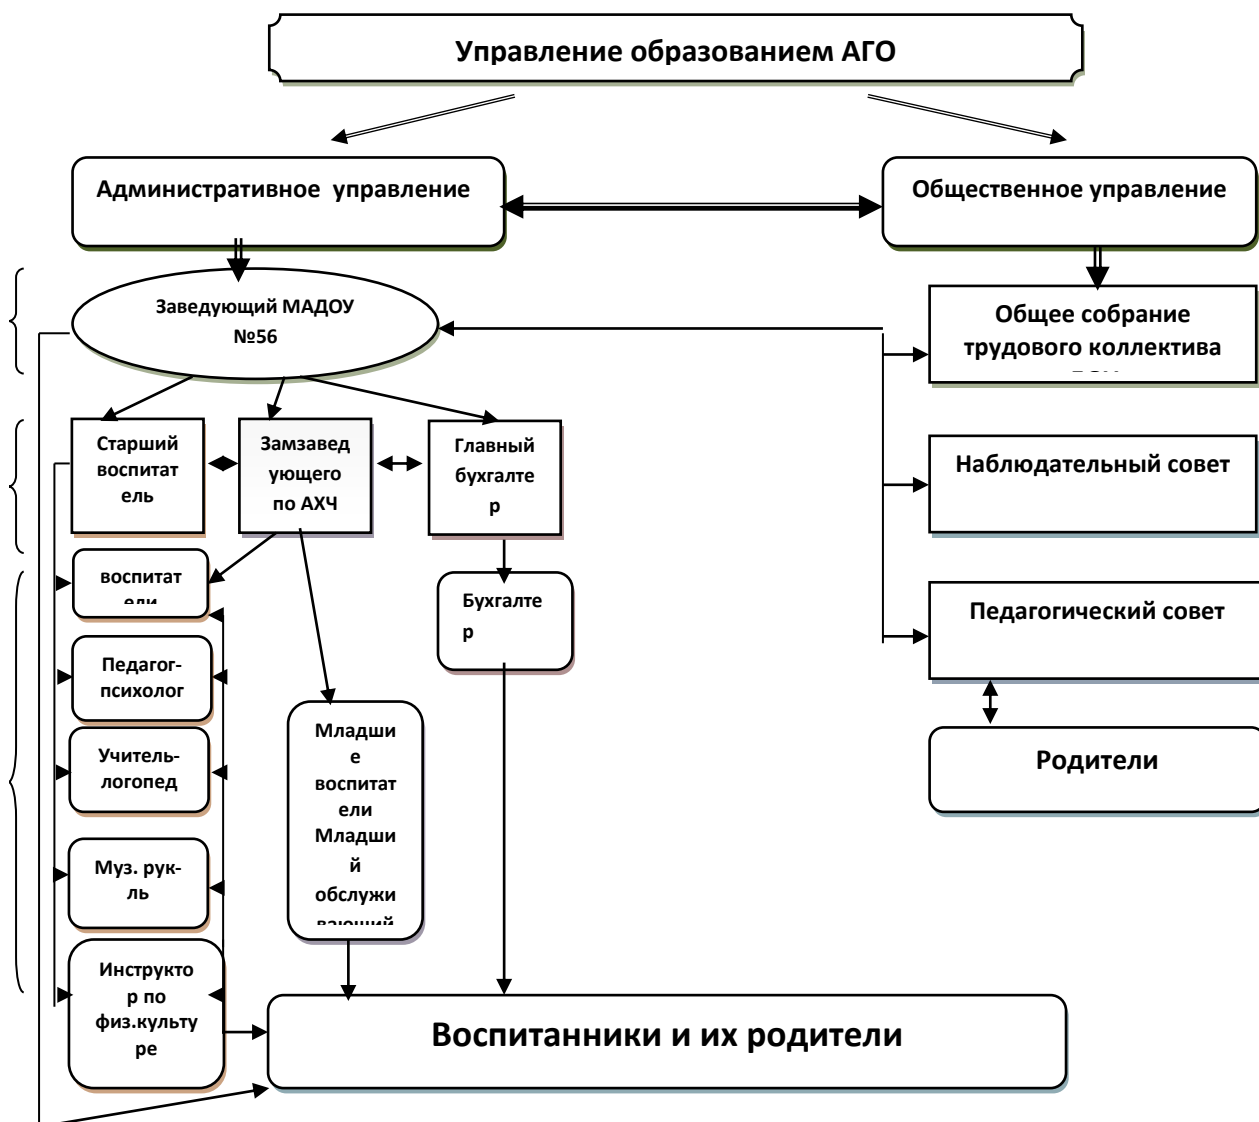 Управление образованием АГО
Административное управление
Общественное управление
Заведующий МАДОУ
№56
Общее собрание
трудового коллектива
Старший
воспитат
ель
Замзавед
ующего
по АХЧ
Главный
бухгалте
р
Наблюдательный совет
воспитат
ели
Бухгалте
р
Педагогический совет
Педагог-
психолог
Учитель-
логопед
Младши
е
воспитат
ели
Младши
й
обслужи
вающий
Родители
Муз. рук-
ль
Инструкто
р по
физ.культу
ре
Воспитанники и их родители